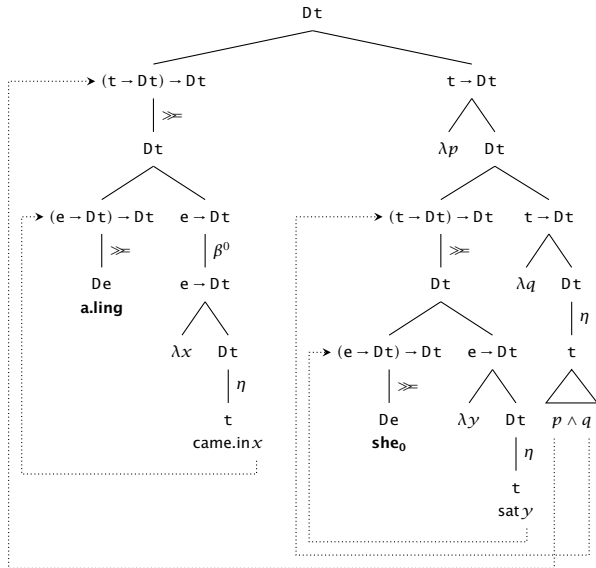 Dt
(t → Dt) → Dt t → Dt
⋙= λp Dt
Dt
(e → Dt) → Dt e → Dt (t → Dt) → Dt t → Dt
⋙= β⁰ ⋙= λq Dt
De e → Dt Dt η
a.ling
λx Dt (e → Dt) → Dt e → Dt t
η ⋙=
t De λy Dt p ∧ q
came.in x she₀
η
t
sat y